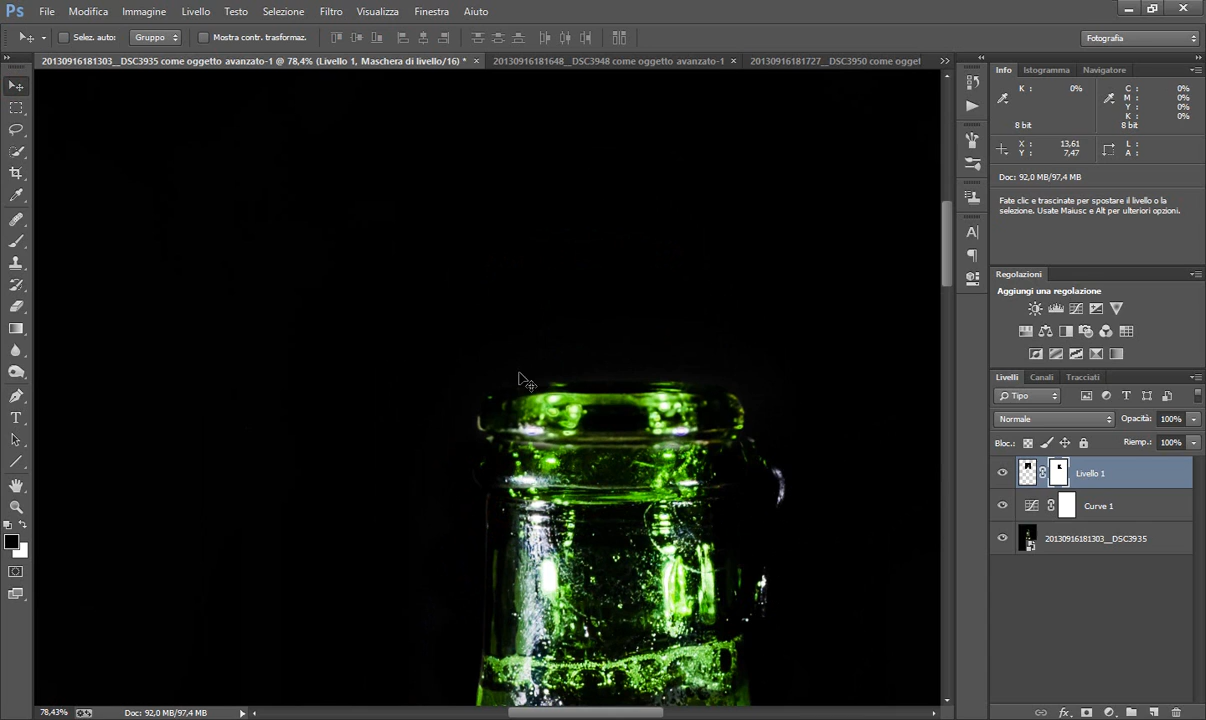 Ps File Modifica Immagine Livello Testo Selezione Filtro Visualizza Finestra Aiuto
Selez. auto: Gruppo Mostra contr. trasformaz. Fotografia
20130916181303__DSC3935 come oggetto avanzato-1 @ 78,4% (Livello 1, Maschera di livello/16) * × 20130916181648__DSC3948 come oggetto avanzato-1 × 20130916181727__DSC3950 come ogget
Info Istogramma Navigatore
K : 0% C : 0%
M : 0%
Y : 0%
K : 0%
8 bit 8 bit
X : 13,61 L :
Y : 7,47 A :
Doc: 92,0 MB/97,4 MB
Fate clic e trascinate per spostare il livello o la
selezione. Usate Maiusc e Alt per ulteriori opzioni.
Regolazioni
Aggiungi una regolazione
Livelli Canali Tracciati
Tipo
Normale Opacità: 100%
Bloc.: Riemp.: 100%
Livello 1
Curve 1
20130916181303__DSC3935
78,43% Doc: 92,0 MB/97,4 MB